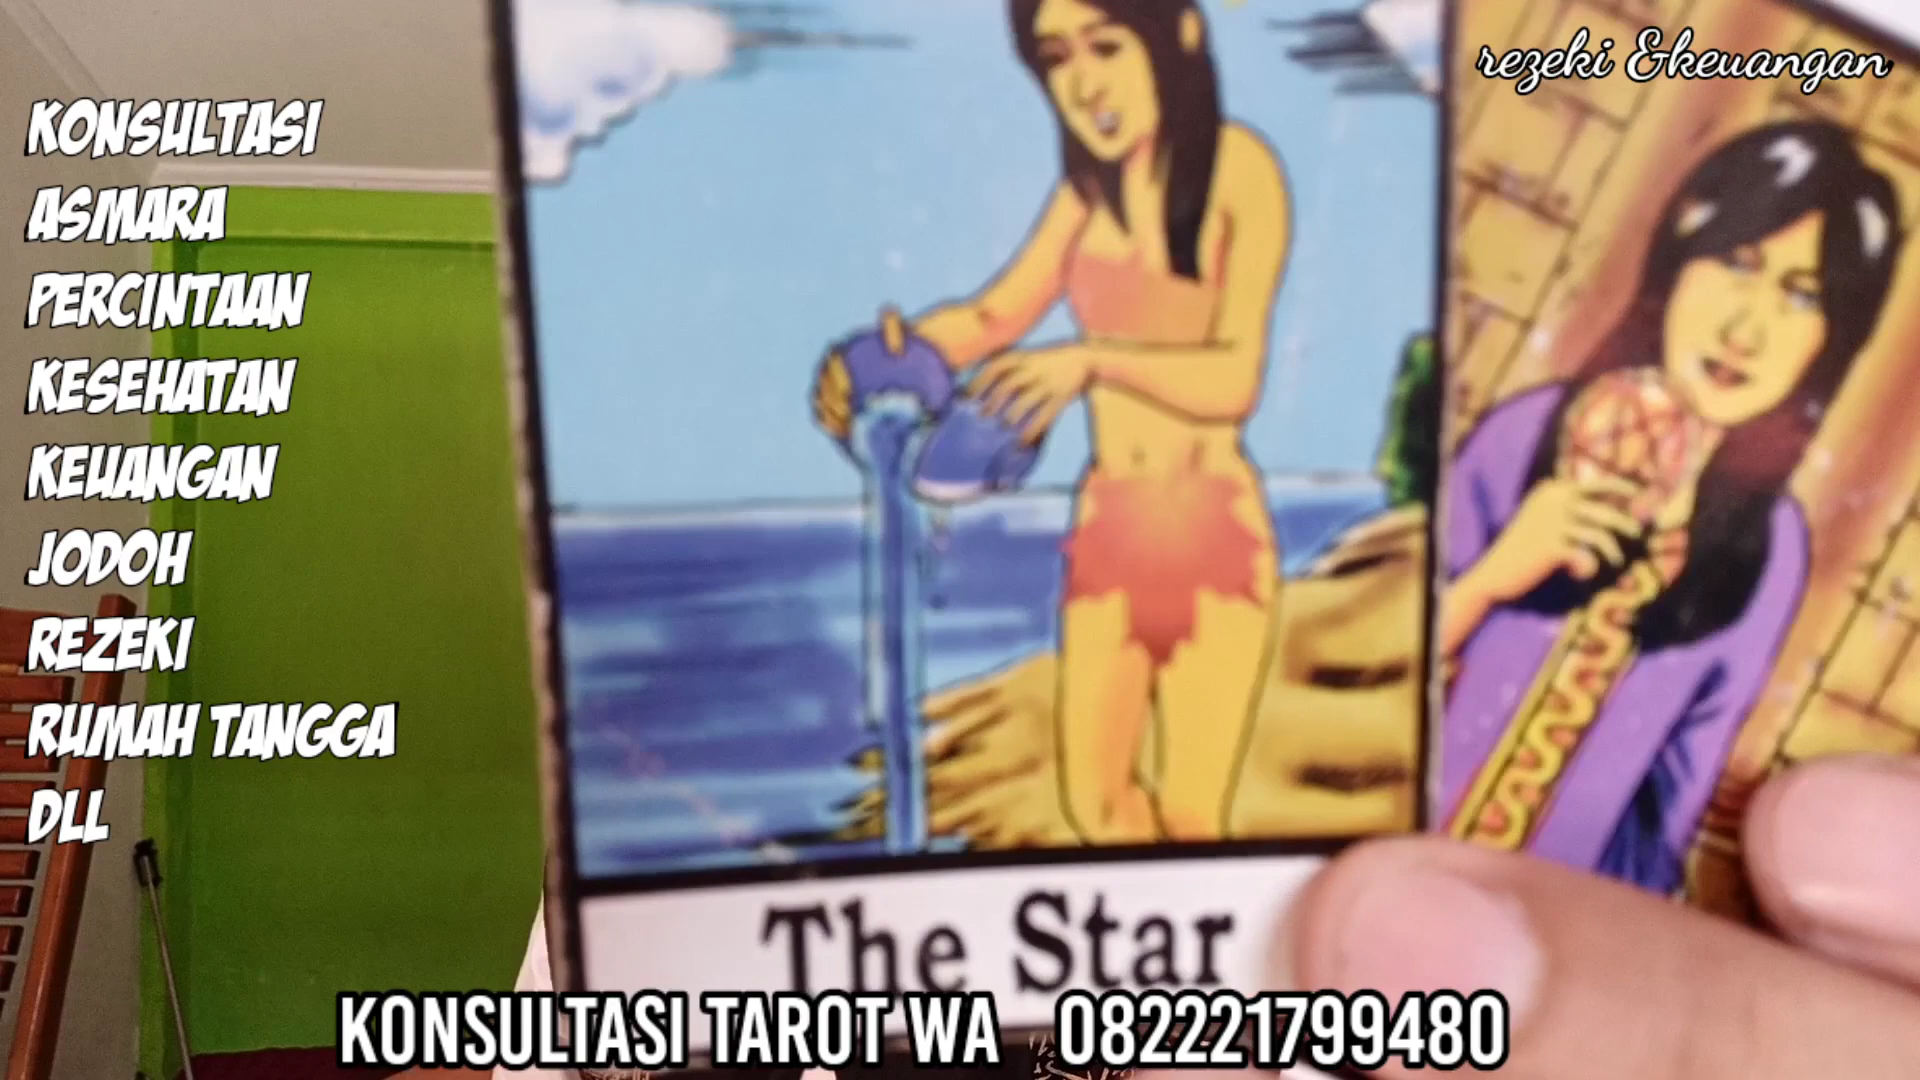 rezeki &keuangan
KONSULTASI
ASMARA
PERCINTAAN
KESEHATAN
KEUANGAN
JODOH
REZEKI
RUMAH TANGGA
DLL
The Star
KONSULTASI TAROT WA 082221799480